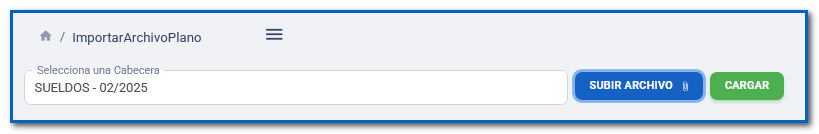 / ImportarArchivoPlano
Selecciona una Cabecera
SUELDOS - 02/2025
SUBIR ARCHIVO
CARGAR